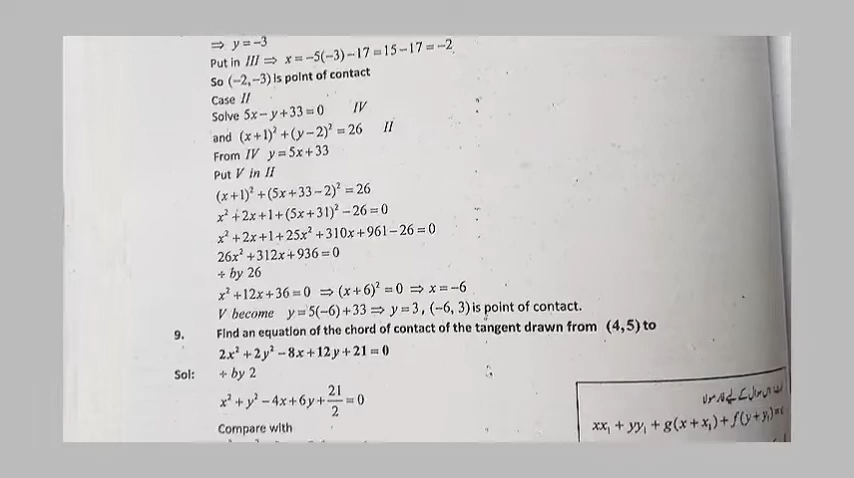 ⇒ y = −3
Put in III ⇒ x = −5(−3)−17 = 15−17 = −2
So (−2,−3) is point of contact
Case II
Solve 5x − y + 33 = 0 IV
and (x+1)² + (y−2)² = 26 II
From IV y = 5x + 33
Put V in II
(x+1)² + (5x+33−2)² = 26
x² + 2x + 1 + (5x+31)² − 26 = 0
x² + 2x + 1 + 25x² + 310x + 961 − 26 = 0
26x² + 312x + 936 = 0
÷ by 26
x² + 12x + 36 = 0 ⇒ (x+6)² = 0 ⇒ x = −6
V become y = 5(−6)+33 ⇒ y = 3, (−6, 3) is point of contact.
9. Find an equation of the chord of contact of the tangent drawn from (4,5) to
2x² + 2y² − 8x + 12y + 21 = 0
Sol: ÷ by 2
x² + y² − 4x + 6y + 21/2 = 0
Compare with
xx₁ + yy₁ + g(x + x₁) + f(y + y₁)